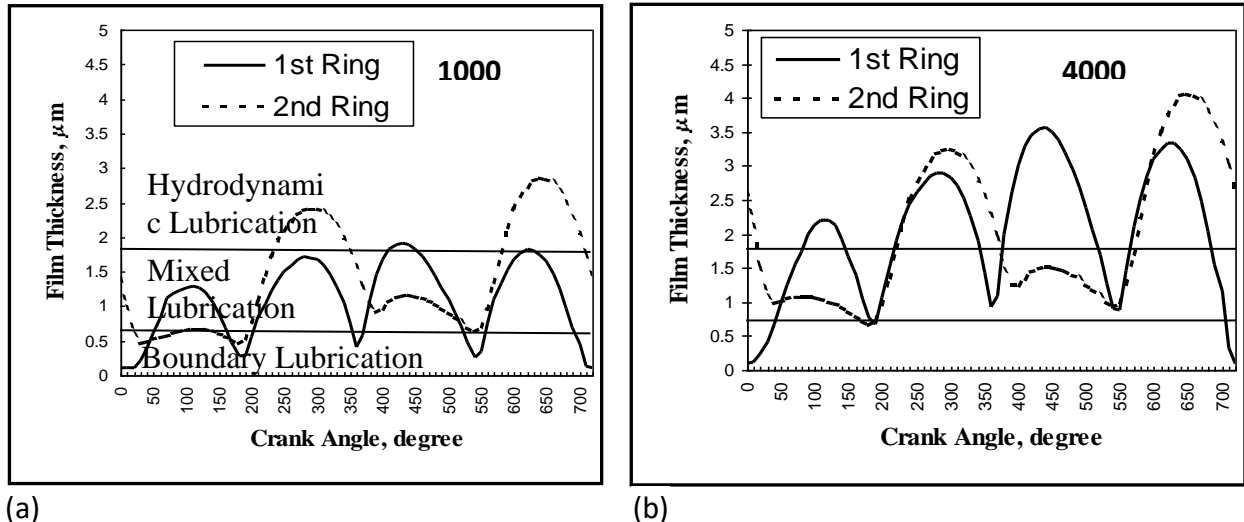 5
4.5
4
3.5
3
2.5
2
1.5
1
0.5
0
Film Thickness, μm
1st Ring
2nd Ring
1000
Hydrodynami
c Lubrication
Mixed
Lubrication
Boundary Lubrication
0 50 100 150 200 250 300 350 400 450 500 550 600 650 700
Crank Angle, degree
(a)
5
4.5
4
3.5
3
2.5
2
1.5
1
0.5
0
Film Thickness, μm
1st Ring
2nd Ring
4000
0 50 100 150 200 250 300 350 400 450 500 550 600 650 700
Crank Angle, degree
(b)